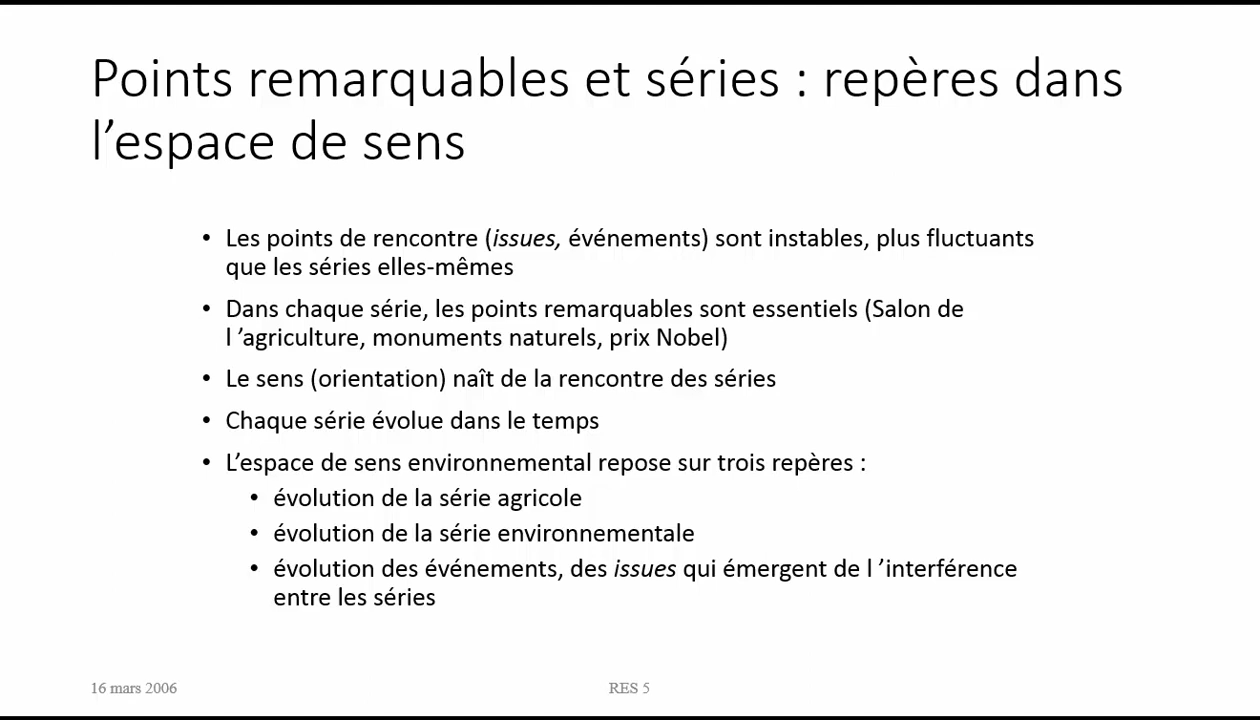 Points remarquables et séries : repères dans
l’espace de sens
• Les points de rencontre (issues, événements) sont instables, plus fluctuants
que les séries elles-mêmes
• Dans chaque série, les points remarquables sont essentiels (Salon de
l ’agriculture, monuments naturels, prix Nobel)
• Le sens (orientation) naît de la rencontre des séries
• Chaque série évolue dans le temps
• L’espace de sens environnemental repose sur trois repères :
• évolution de la série agricole
• évolution de la série environnementale
• évolution des événements, des issues qui émergent de l ’interférence
entre les séries
16 mars 2006
RES 5